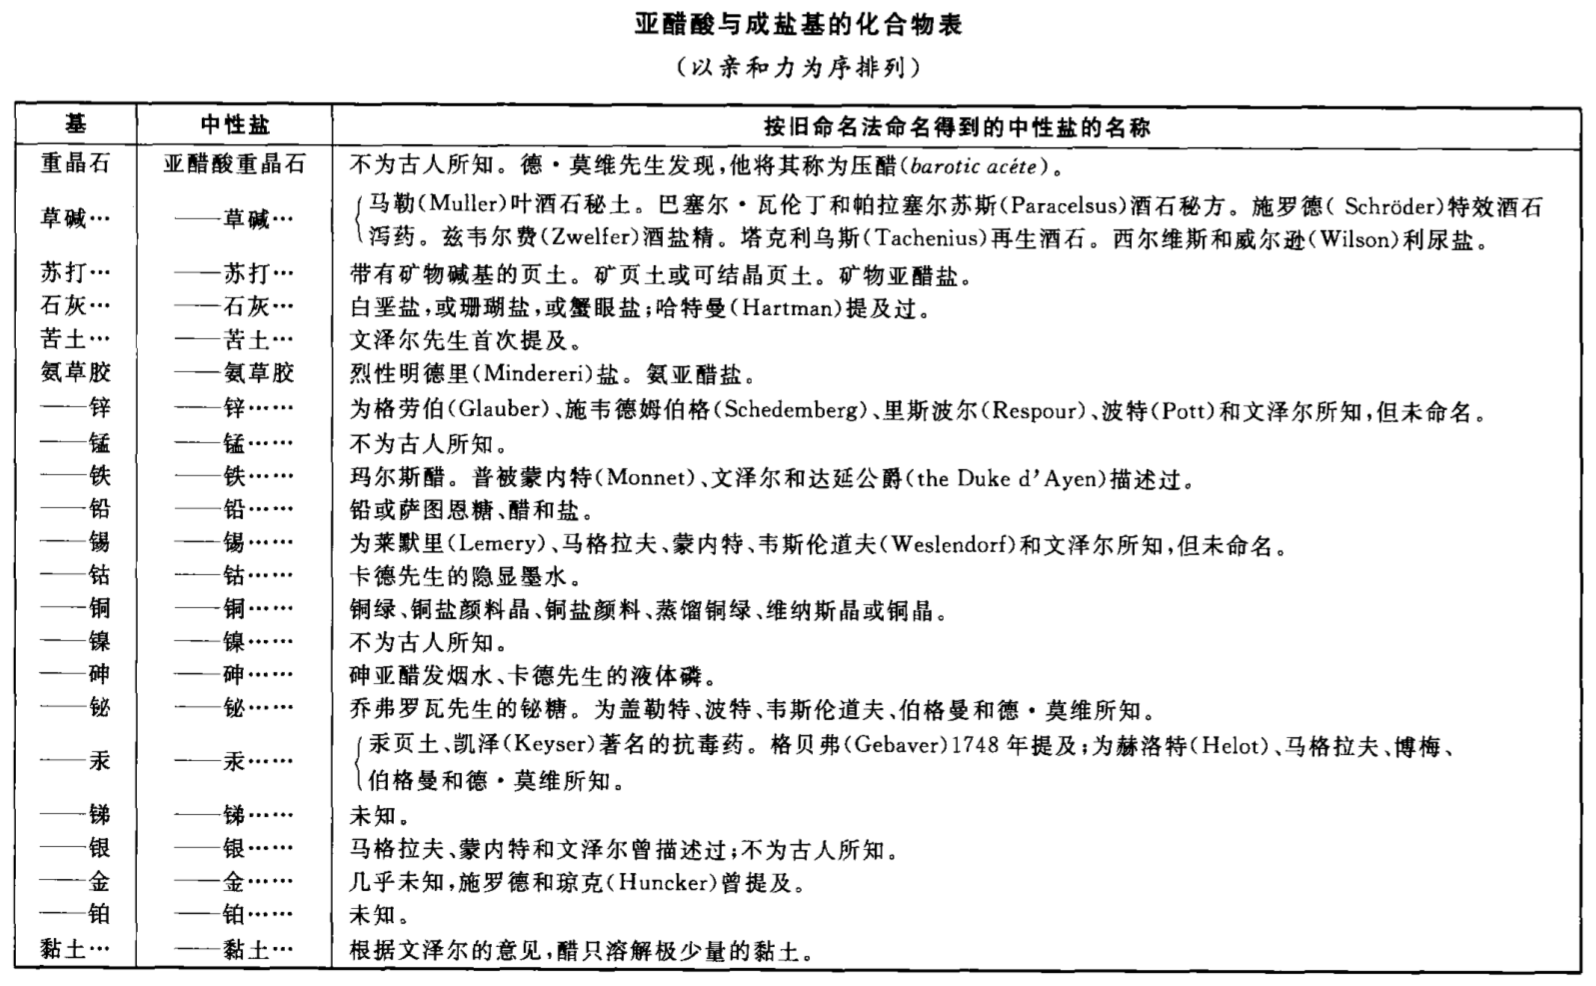 亚醋酸与成盐基的化合物表
(以亲和力为序排列)
基 中性盐 按旧命名法命名得到的中性盐的名称
重晶石 亚醋酸重晶石 不为古人所知。德·莫维先生发现,他将其称为压醋(barotic acéte)。
草碱… ——草碱… 马勒(Muller)叶酒石秘土。巴塞尔·瓦伦丁和帕拉塞尔苏斯(Paracelsus)酒石秘方。施罗德( Schröder)特效酒石
泻药。兹韦尔费(Zwelfer)酒盐精。塔克利乌斯(Tachenius)再生酒石。西尔维斯和威尔逊(Wilson)利尿盐。
苏打… ——苏打… 带有矿物碱基的页土。矿页土或可结晶页土。矿物亚醋盐。
石灰… ——石灰… 白垩盐,或珊瑚盐,或蟹眼盐;哈特曼(Hartman)提及过。
苦土… ——苦土… 文泽尔先生首次提及。
氨草胶 ——氨草胶 烈性明德里(Mindereri)盐。氨亚醋盐。
——锌 ——锌…… 为格劳伯(Glauber)、施韦德姆伯格(Schedemberg)、里斯波尔(Respour)、波特(Pott)和文泽尔所知,但未命名。
——锰 ——锰…… 不为古人所知。
——铁 ——铁…… 玛尔斯醋。普被蒙内特(Monnet)、文泽尔和达延公爵(the Duke d'Ayen)描述过。
——铅 ——铅…… 铅或萨图恩糖、醋和盐。
——锡 ——锡…… 为莱默里(Lemery)、马格拉夫、蒙内特、韦斯伦道夫(Weslendorf)和文泽尔所知,但未命名。
——钴 ——钴…… 卡德先生的隐显墨水。
——铜 ——铜…… 铜绿、铜盐颜料晶、铜盐颜料、蒸馏铜绿、维纳斯晶或铜晶。
——镍 ——镍…… 不为古人所知。
——砷 ——砷…… 砷亚醋发烟水、卡德先生的液体磷。
——铋 ——铋…… 乔弗罗瓦先生的铋糖。为盖勒特、波特、韦斯伦道夫、伯格曼和德·莫维所知。
——汞 ——汞…… 汞页土、凯泽(Keyser)著名的抗毒药。格贝弗(Gebaver)1748 年提及;为赫洛特(Helot)、马格拉夫、博梅、
伯格曼和德·莫维所知。
——锑 ——锑…… 未知。
——银 ——银…… 马格拉夫、蒙内特和文泽尔曾描述过;不为古人所知。
——金 ——金…… 几乎未知,施罗德和琼克(Huncker)曾提及。
——铂 ——铂…… 未知。
黏土… ——黏土… 根据文泽尔的意见,醋只溶解极少量的黏土。